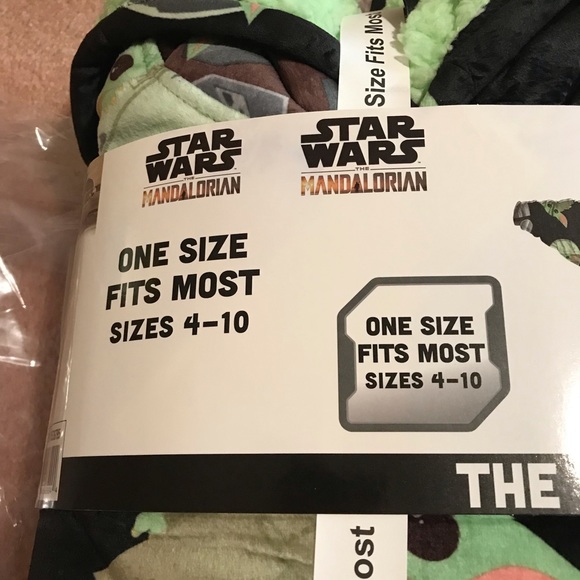 Size Fits Most
STAR
WARS
THE
MANDALORIAN
STAR
WARS
THE
MANDALORIAN
ONE SIZE
FITS MOST
SIZES 4-10
ONE SIZE
FITS MOST
SIZES 4-10
THE
ost